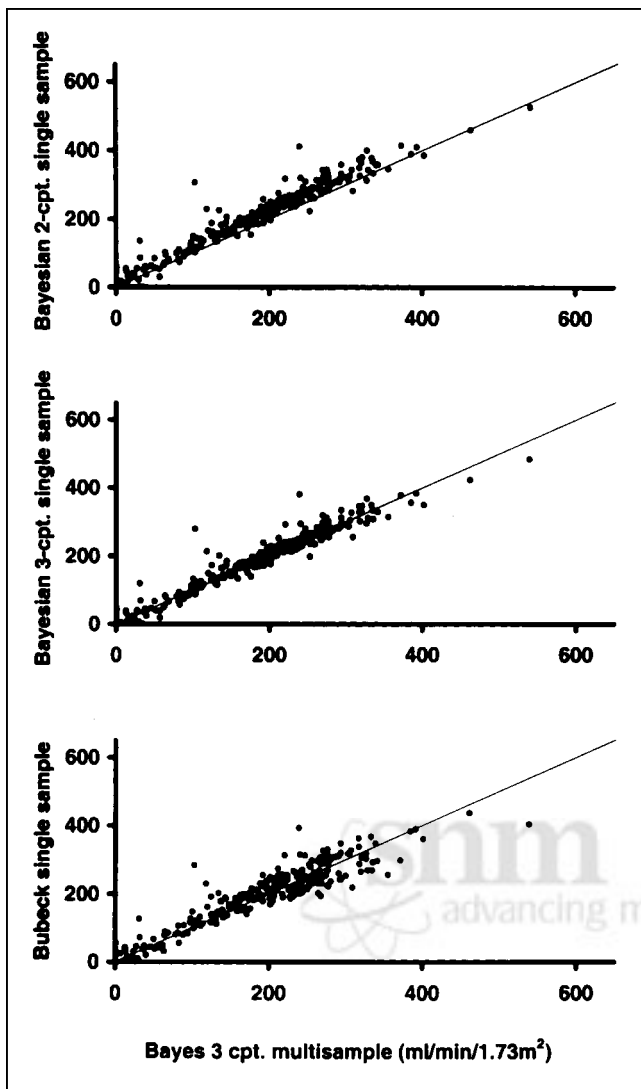 Bayesian 2-cpt. single sample
600
400
200
0
0 200 400 600
Bayesian 3-cpt. single sample
600
400
200
0
0 200 400 600
Bubeck single sample
600
400
200
0
0 200 400 600
snm
advancing m
Bayes 3 cpt. multisample (ml/min/1.73m²)